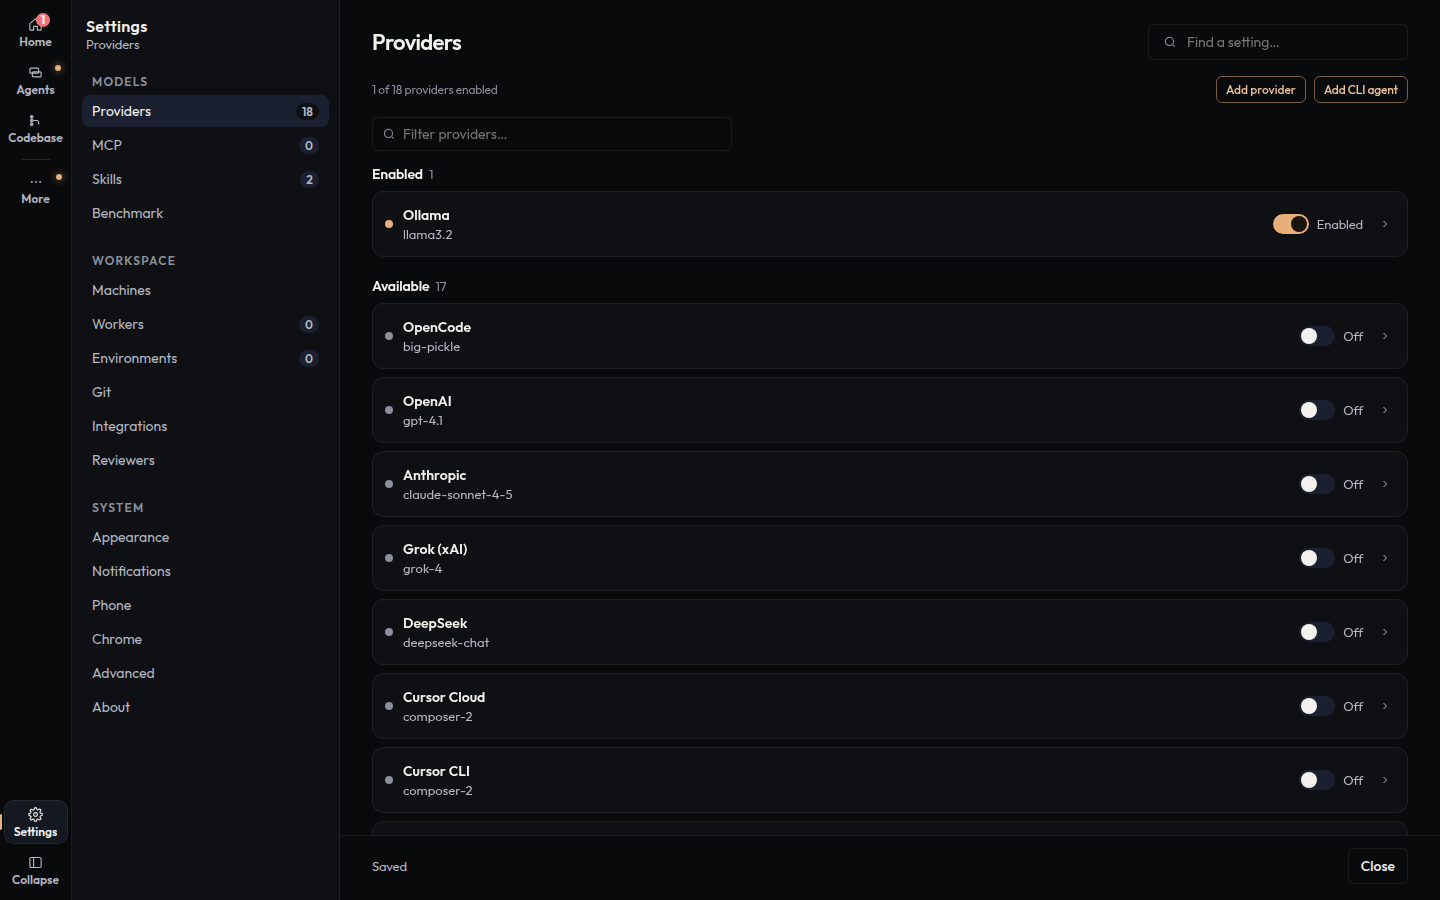 1
Home
Agents
Codebase
...
More
Settings
Collapse
Settings
Providers
MODELS
Providers 18
MCP 0
Skills 2
Benchmark
WORKSPACE
Machines
Workers 0
Environments 0
Git
Integrations
Reviewers
SYSTEM
Appearance
Notifications
Phone
Chrome
Advanced
About
Providers
Find a setting...
1 of 18 providers enabled
Add provider
Add CLI agent
Filter providers...
Enabled 1
Ollama
llama3.2
Enabled
Available 17
OpenCode
big-pickle
Off
OpenAI
gpt-4.1
Off
Anthropic
claude-sonnet-4-5
Off
Grok (xAI)
grok-4
Off
DeepSeek
deepseek-chat
Off
Cursor Cloud
composer-2
Off
Cursor CLI
composer-2
Off
Saved
Close